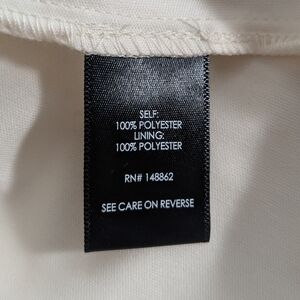 SELF:
100% POLYESTER
LINING:
100% POLYESTER
RN# 148862
SEE CARE ON REVERSE